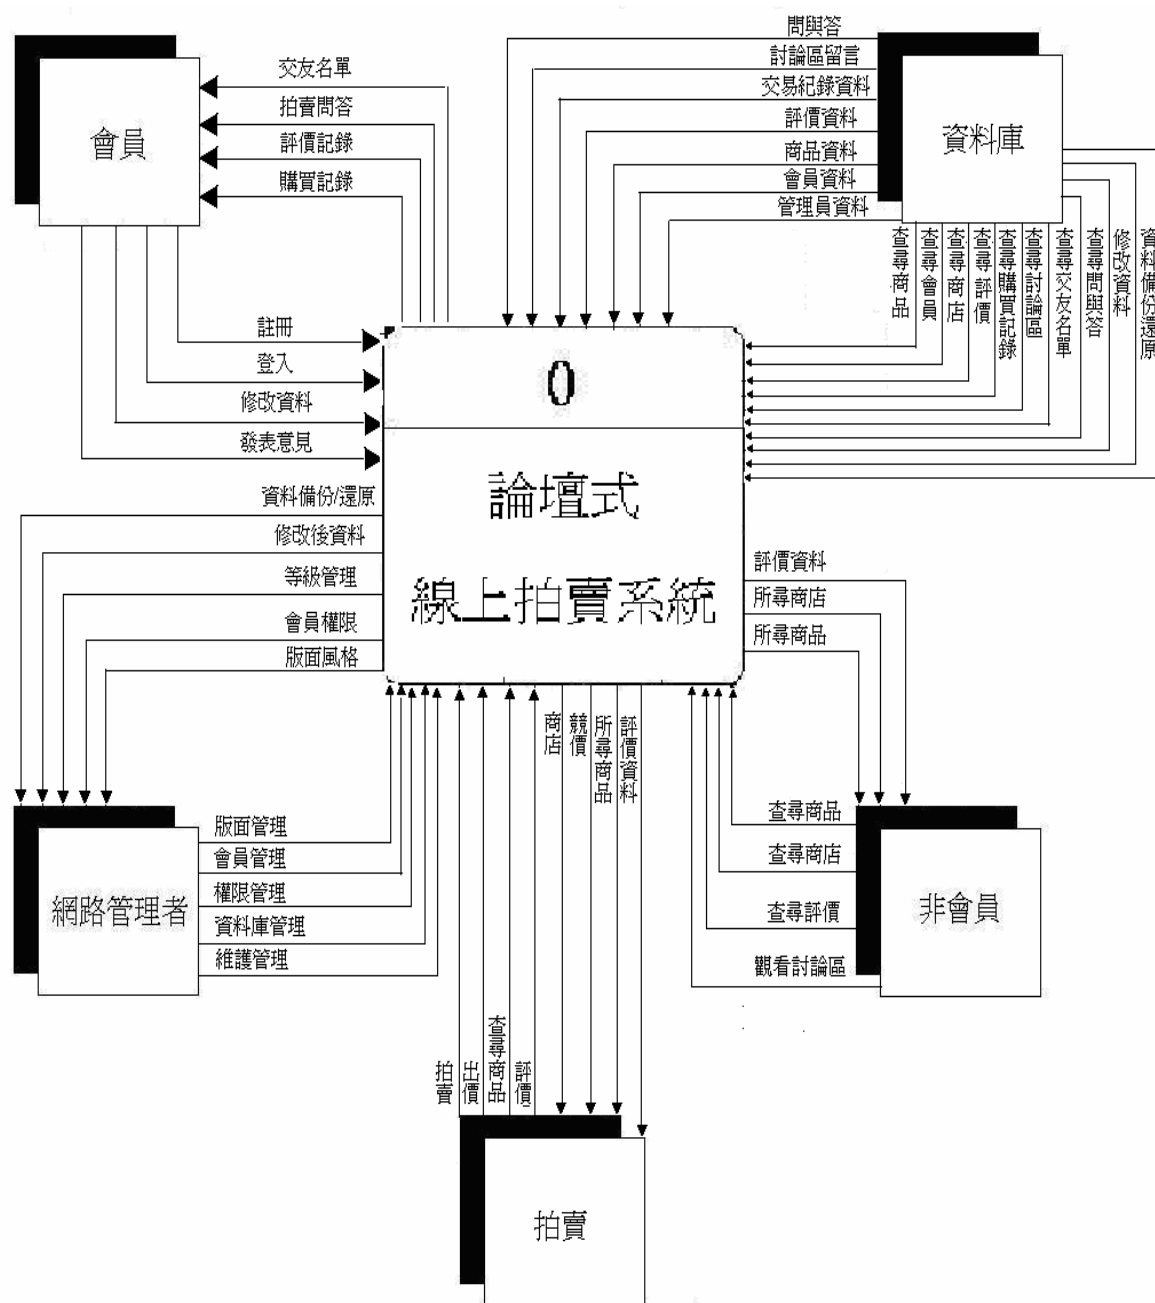 問與答
討論區留言
交易紀錄資料
評價資料
商品資料
會員資料
管理員資料
會員
交友名單
拍賣問答
評價記錄
購買記錄
資料庫
查尋商品
查尋會員
查尋商店
查尋評價
查尋購買記錄
查尋討論區
查尋交友名單
查尋問與答
修改資料
資料備份還原
註冊
登入
修改資料
發表意見
0
論壇式
線上拍賣系統
資料備份/還原
修改後資料
等級管理
會員權限
版面風格
評價資料
所尋商店
所尋商品
商店
競價
所尋商品
評價資料
網路管理者
版面管理
會員管理
權限管理
資料庫管理
維護管理
查尋商品
查尋商店
查尋評價
觀看討論區
非會員
拍賣
出價
查尋商品
評價
拍賣